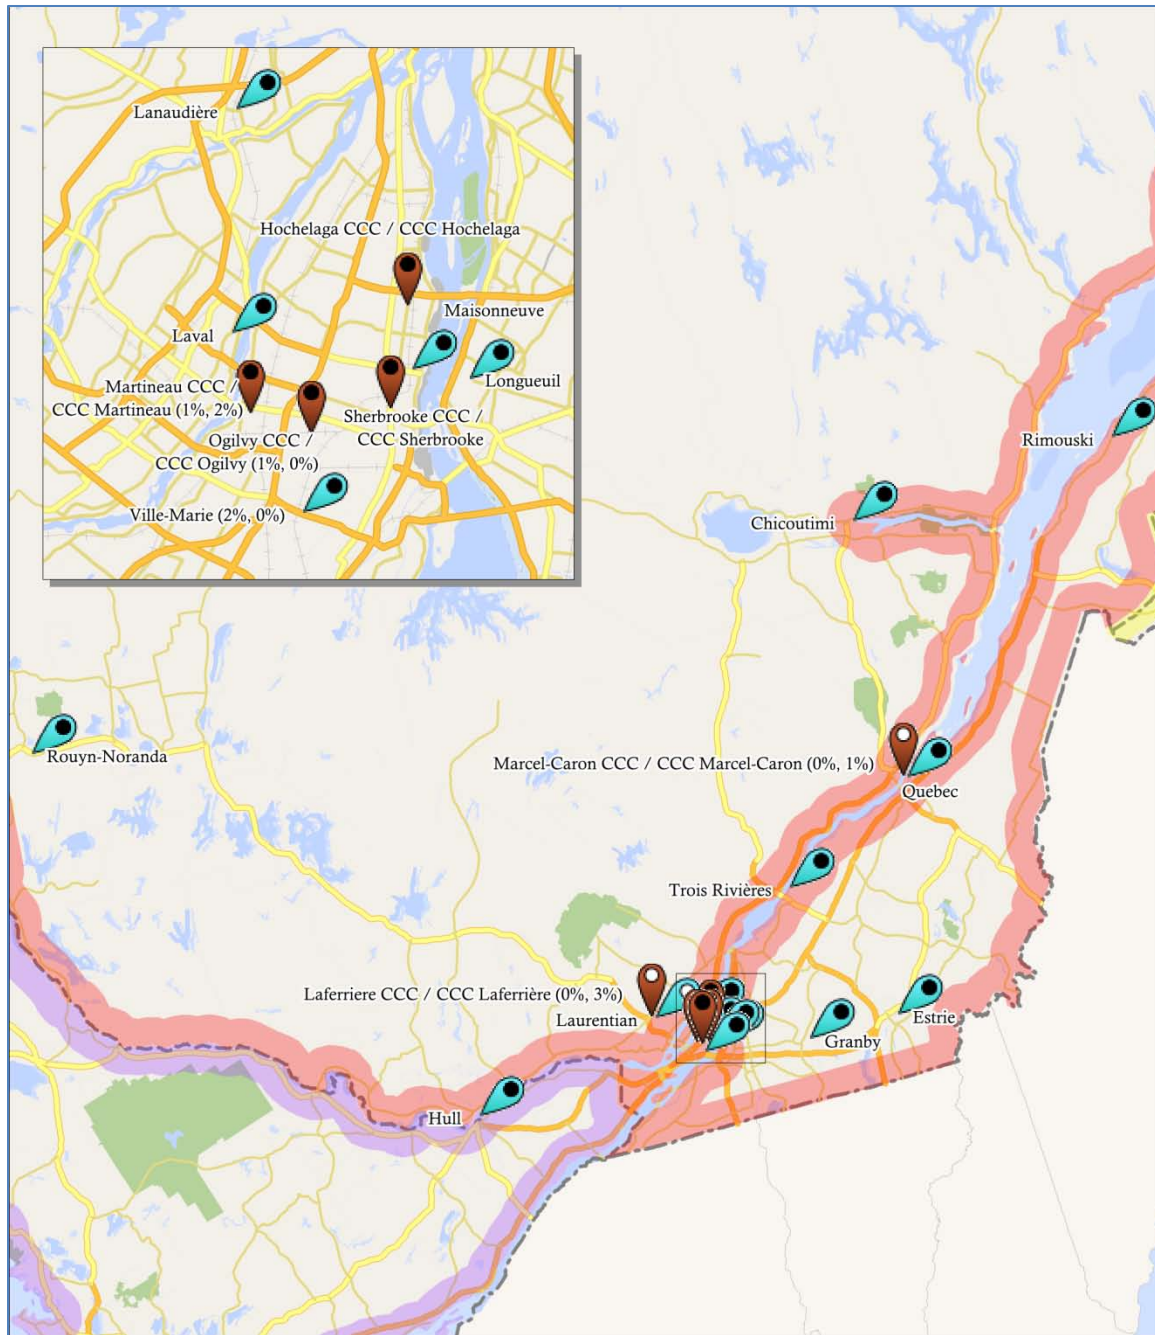 Lanaudière
Hochelaga CCC / CCC Hochelaga
Maisonneuve
Laval
Longueuil
Martineau CCC /
CCC Martineau (1%, 2%)
Sherbrooke CCC /
CCC Sherbrooke
Ogilvy CCC /
CCC Ogilvy (1%, 0%)
Ville-Marie (2%, 0%)
Rimouski
Chicoutimi
Rouyn-Noranda
Marcel-Caron CCC / CCC Marcel-Caron (0%, 1%)
Quebec
Trois Rivières
Laferriere CCC / CCC Laferrière (0%, 3%)
Laurentian
Granby
Estrie
Hull